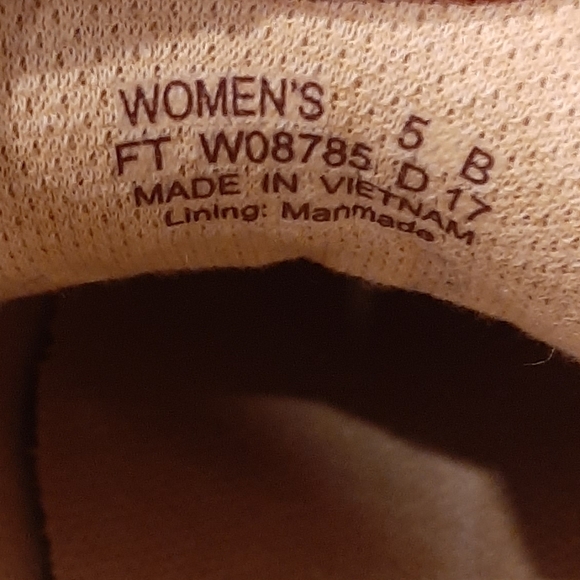 WOMEN'S 5 B
FT W08785 D 17
MADE IN VIETNAM
Lining: Manmade